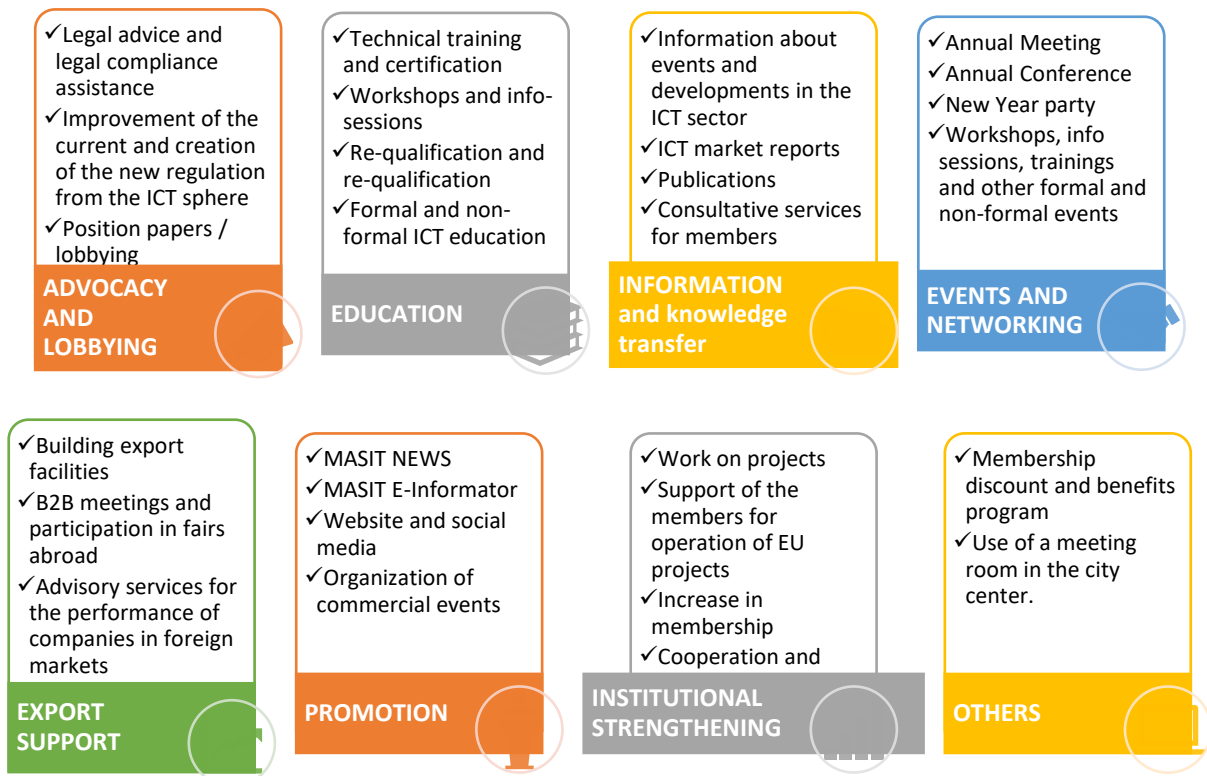 ✓Legal advice and
legal compliance
assistance
✓Improvement of the
current and creation
of the new regulation
from the ICT sphere
✓Position papers /
lobbying
ADVOCACY
AND
LOBBYING
✓Technical training
and certification
✓Workshops and info-
sessions
✓Re-qualification and
re-qualification
✓Formal and non-
formal ICT education
EDUCATION
✓Information about
events and
developments in the
ICT sector
✓ICT market reports
✓Publications
✓Consultative services
for members
INFORMATION
and knowledge
transfer
✓Annual Meeting
✓Annual Conference
✓New Year party
✓Workshops, info
sessions, trainings
and other formal and
non-formal events
EVENTS AND
NETWORKING
✓Building export
facilities
✓B2B meetings and
participation in fairs
abroad
✓Advisory services for
the performance of
companies in foreign
markets
EXPORT
SUPPORT
✓MASIT NEWS
✓MASIT E-Informator
✓Website and social
media
✓Organization of
commercial events
PROMOTION
✓Work on projects
✓Support of the
members for
operation of EU
projects
✓Increase in
membership
✓Cooperation and
INSTITUTIONAL
STRENGTHENING
✓Membership
discount and benefits
program
✓Use of a meeting
room in the city
center.
OTHERS